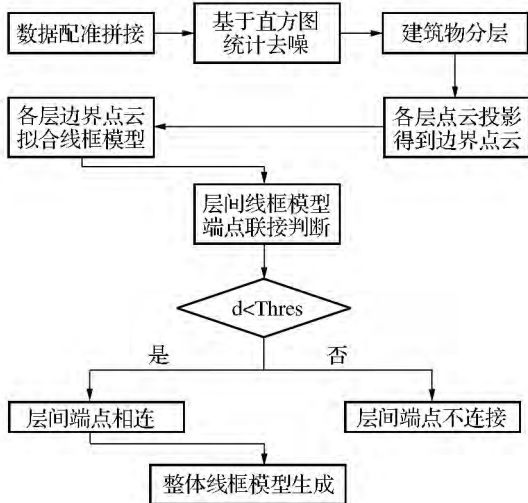 数据配准拼接
基于直方图
统计去噪
建筑物分层
各层边界点云
拟合线框模型
各层点云投影
得到边界点云
层间线框模型
端点联接判断
d<Thres
是
否
层间端点相连
层间端点不连接
整体线框模型生成